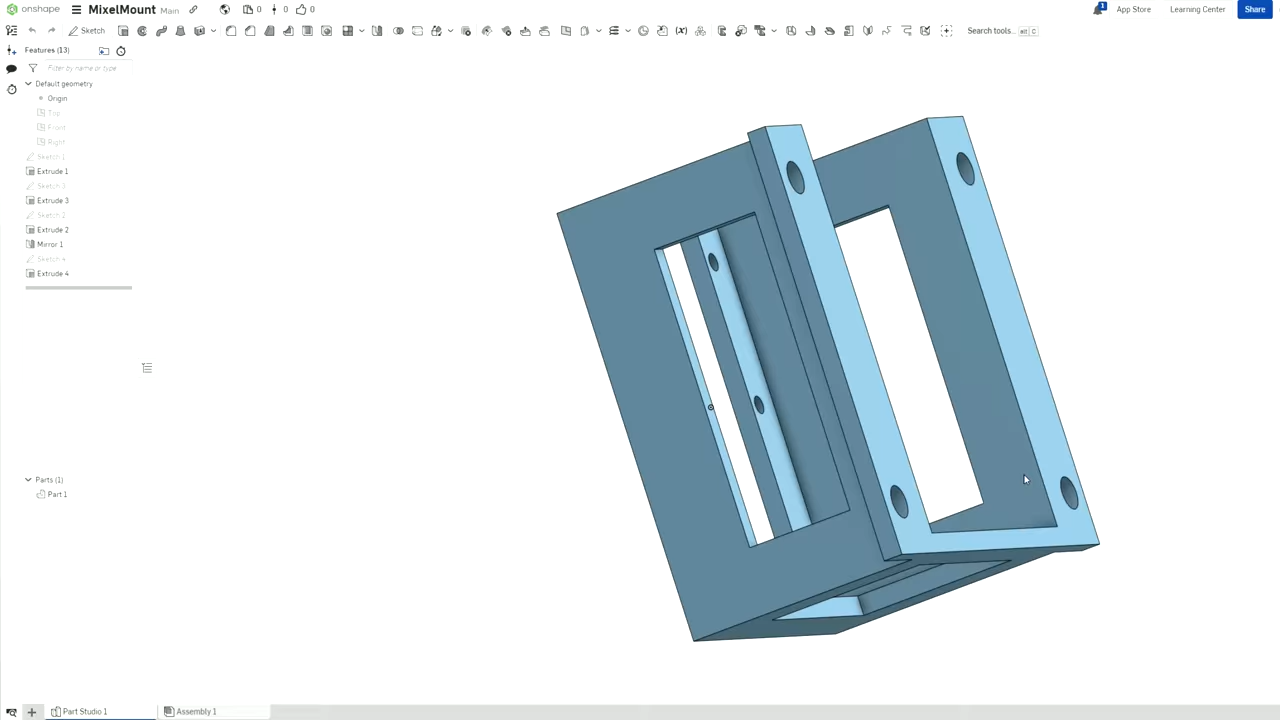 onshape MixelMount Main 0 0 0 App Store Learning Center Share
Sketch Search tools... alt C
Features (13)
Filter by name or type
Default geometry
Origin
Top
Front
Right
Sketch 1
Extrude 1
Sketch 3
Extrude 3
Sketch 2
Extrude 2
Mirror 1
Sketch 4
Extrude 4
Parts (1)
Part 1
Part Studio 1 Assembly 1